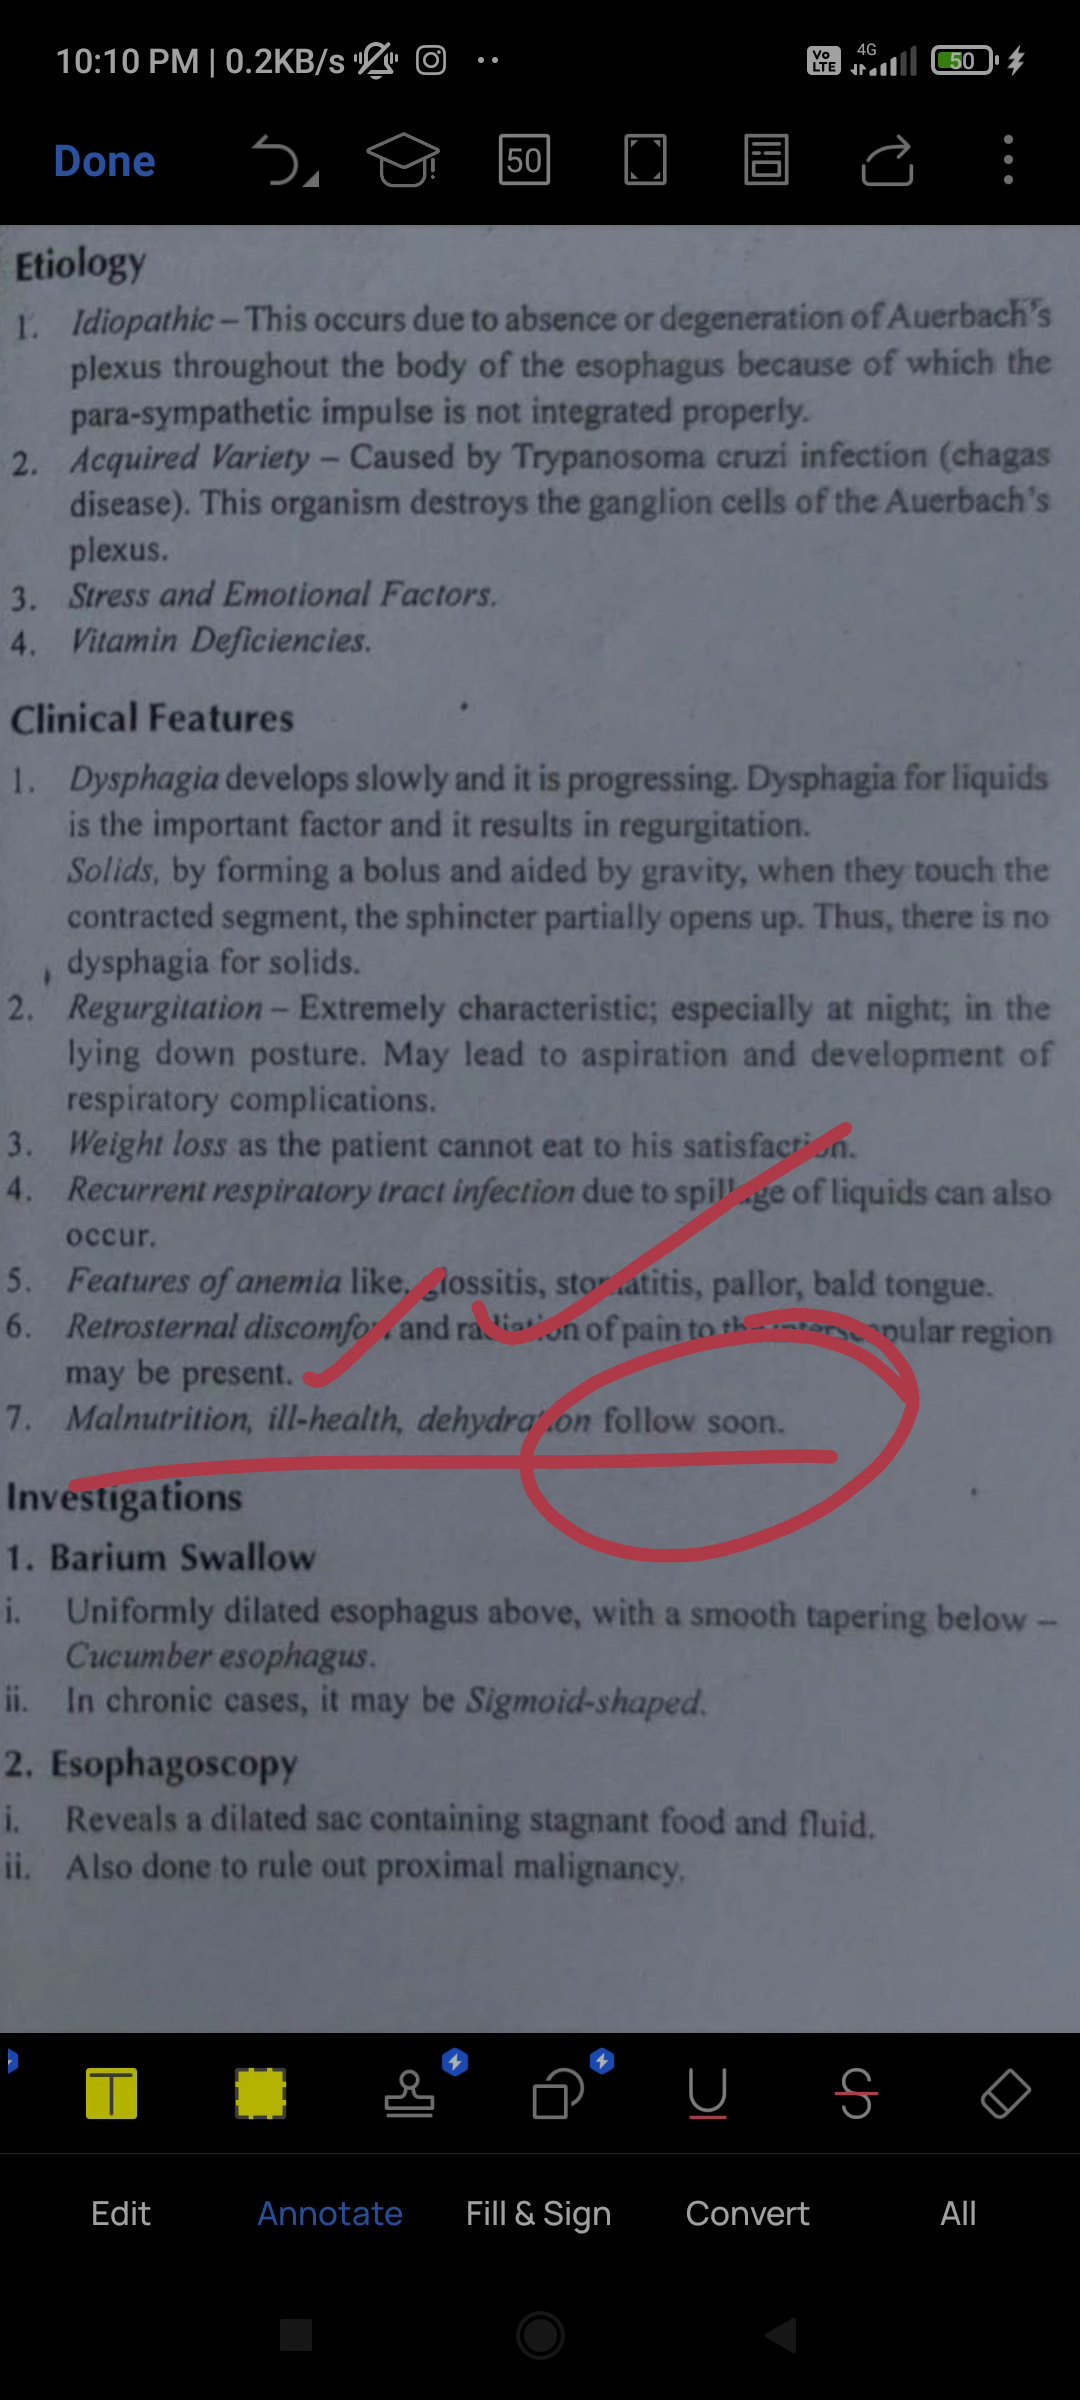 10:10 PM | 0.2KB/s
Vo LTE 4G 50
Done 50
Etiology
1. Idiopathic – This occurs due to absence or degeneration of Auerbach's
plexus throughout the body of the esophagus because of which the
para-sympathetic impulse is not integrated properly.
2. Acquired Variety – Caused by Trypanosoma cruzi infection (chagas
disease). This organism destroys the ganglion cells of the Auerbach's
plexus.
3. Stress and Emotional Factors.
4. Vitamin Deficiencies.
Clinical Features
1. Dysphagia develops slowly and it is progressing. Dysphagia for liquids
is the important factor and it results in regurgitation.
Solids, by forming a bolus and aided by gravity, when they touch the
contracted segment, the sphincter partially opens up. Thus, there is no
dysphagia for solids.
2. Regurgitation – Extremely characteristic; especially at night; in the
lying down posture. May lead to aspiration and development of
respiratory complications.
3. Weight loss as the patient cannot eat to his satisfaction.
4. Recurrent respiratory tract infection due to spillage of liquids can also
occur.
5. Features of anemia like, glossitis, stomatitis, pallor, bald tongue.
6. Retrosternal discomfort and radiation of pain to the interscapular region
may be present.
7. Malnutrition, ill-health, dehydration follow soon.
Investigations
1. Barium Swallow
i. Uniformly dilated esophagus above, with a smooth tapering below –
Cucumber esophagus.
ii. In chronic cases, it may be Sigmoid-shaped.
2. Esophagoscopy
i. Reveals a dilated sac containing stagnant food and fluid.
ii. Also done to rule out proximal malignancy.
Edit Annotate Fill & Sign Convert All